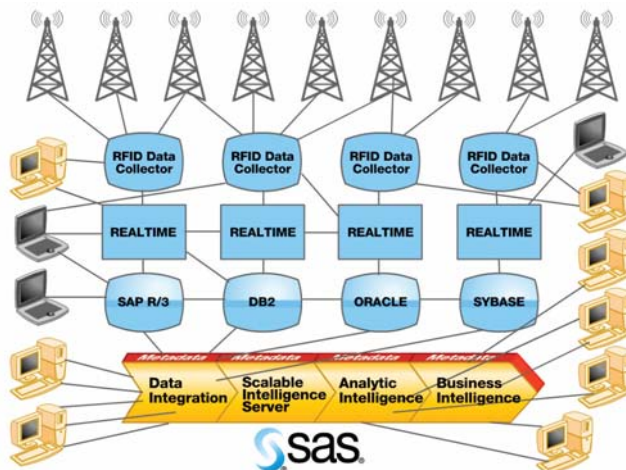 RFID Data
Collector
RFID Data
Collector
RFID Data
Collector
RFID Data
Collector
REALTIME
REALTIME
REALTIME
REALTIME
SAP R/3
DB2
ORACLE
SYBASE
Metadata
Metadata
Metadata
Metadata
Data
Integration
Scalable
Intelligence
Server
Analytic
Intelligence
Business
Intelligence
sas®